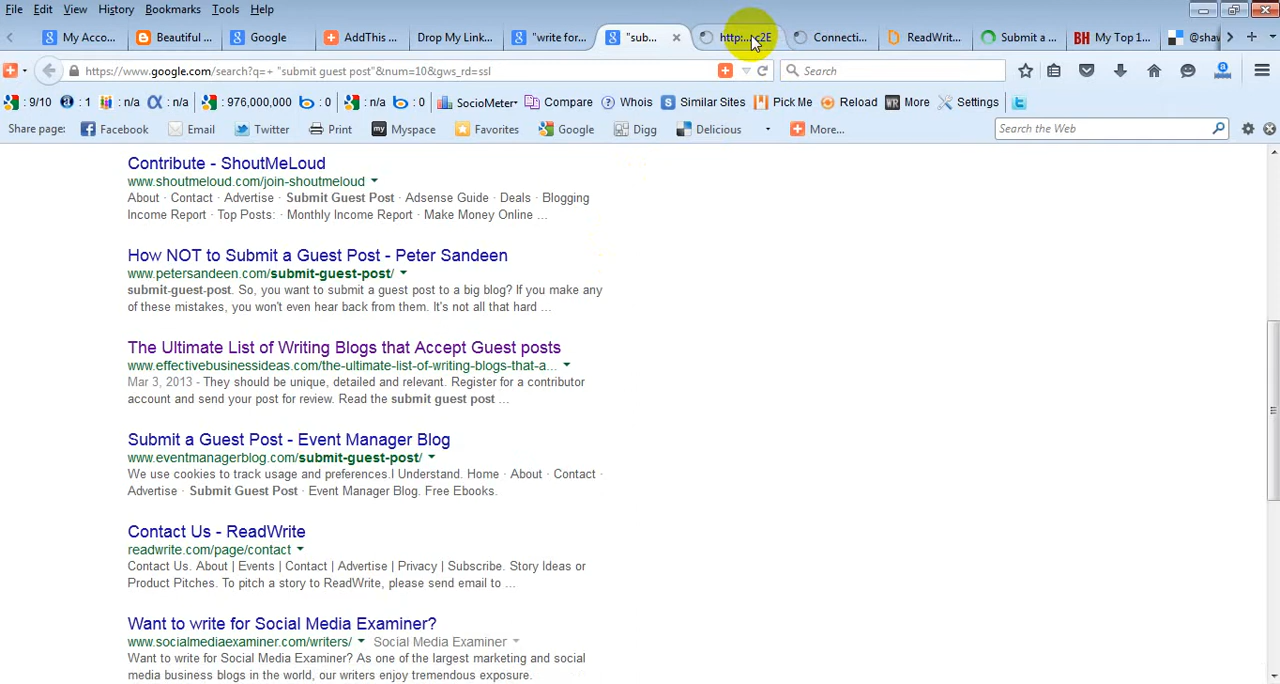 File Edit View History Bookmarks Tools Help
My Acco... Beautiful ... Google AddThis ... Drop My Link... "write for... "sub... http:...c2E Connecti... ReadWrit... Submit a ... My Top 1... @shav
https://www.google.com/search?q=+ "submit guest post"&num=10&gws_rd=ssl Search
: 9/10 : 1 : n/a : n/a : 976,000,000 : 0 : n/a : 0 SocioMeter Compare Whois Similar Sites Pick Me Reload More Settings
Share page: Facebook Email Twitter Print Myspace Favorites Google Digg Delicious More... Search the Web
Contribute - ShoutMeLoud
www.shoutmeloud.com/join-shoutmeloud
About · Contact · Advertise · Submit Guest Post · Adsense Guide · Deals · Blogging
Income Report · Top Posts: · Monthly Income Report · Make Money Online ...
How NOT to Submit a Guest Post - Peter Sandeen
www.petersandeen.com/submit-guest-post/
submit-guest-post. So, you want to submit a guest post to a big blog? If you make any
of these mistakes, you won't even hear back from them. It's not all that hard ...
The Ultimate List of Writing Blogs that Accept Guest posts
www.effectivebusinessideas.com/the-ultimate-list-of-writing-blogs-that-a...
Mar 3, 2013 - They should be unique, detailed and relevant. Register for a contributor
account and send your post for review. Read the submit guest post ...
Submit a Guest Post - Event Manager Blog
www.eventmanagerblog.com/submit-guest-post/
We use cookies to track usage and preferences.I Understand. Home · About · Contact ·
Advertise · Submit Guest Post · Event Manager Blog. Free Ebooks.
Contact Us - ReadWrite
readwrite.com/page/contact
Contact Us. About | Events | Contact | Advertise | Privacy | Subscribe. Story Ideas or
Product Pitches. To pitch a story to ReadWrite, please send email to ...
Want to write for Social Media Examiner?
www.socialmediaexaminer.com/writers/ Social Media Examiner
Want to write for Social Media Examiner? As one of the largest marketing and social
media business blogs in the world, our writers enjoy tremendous exposure.